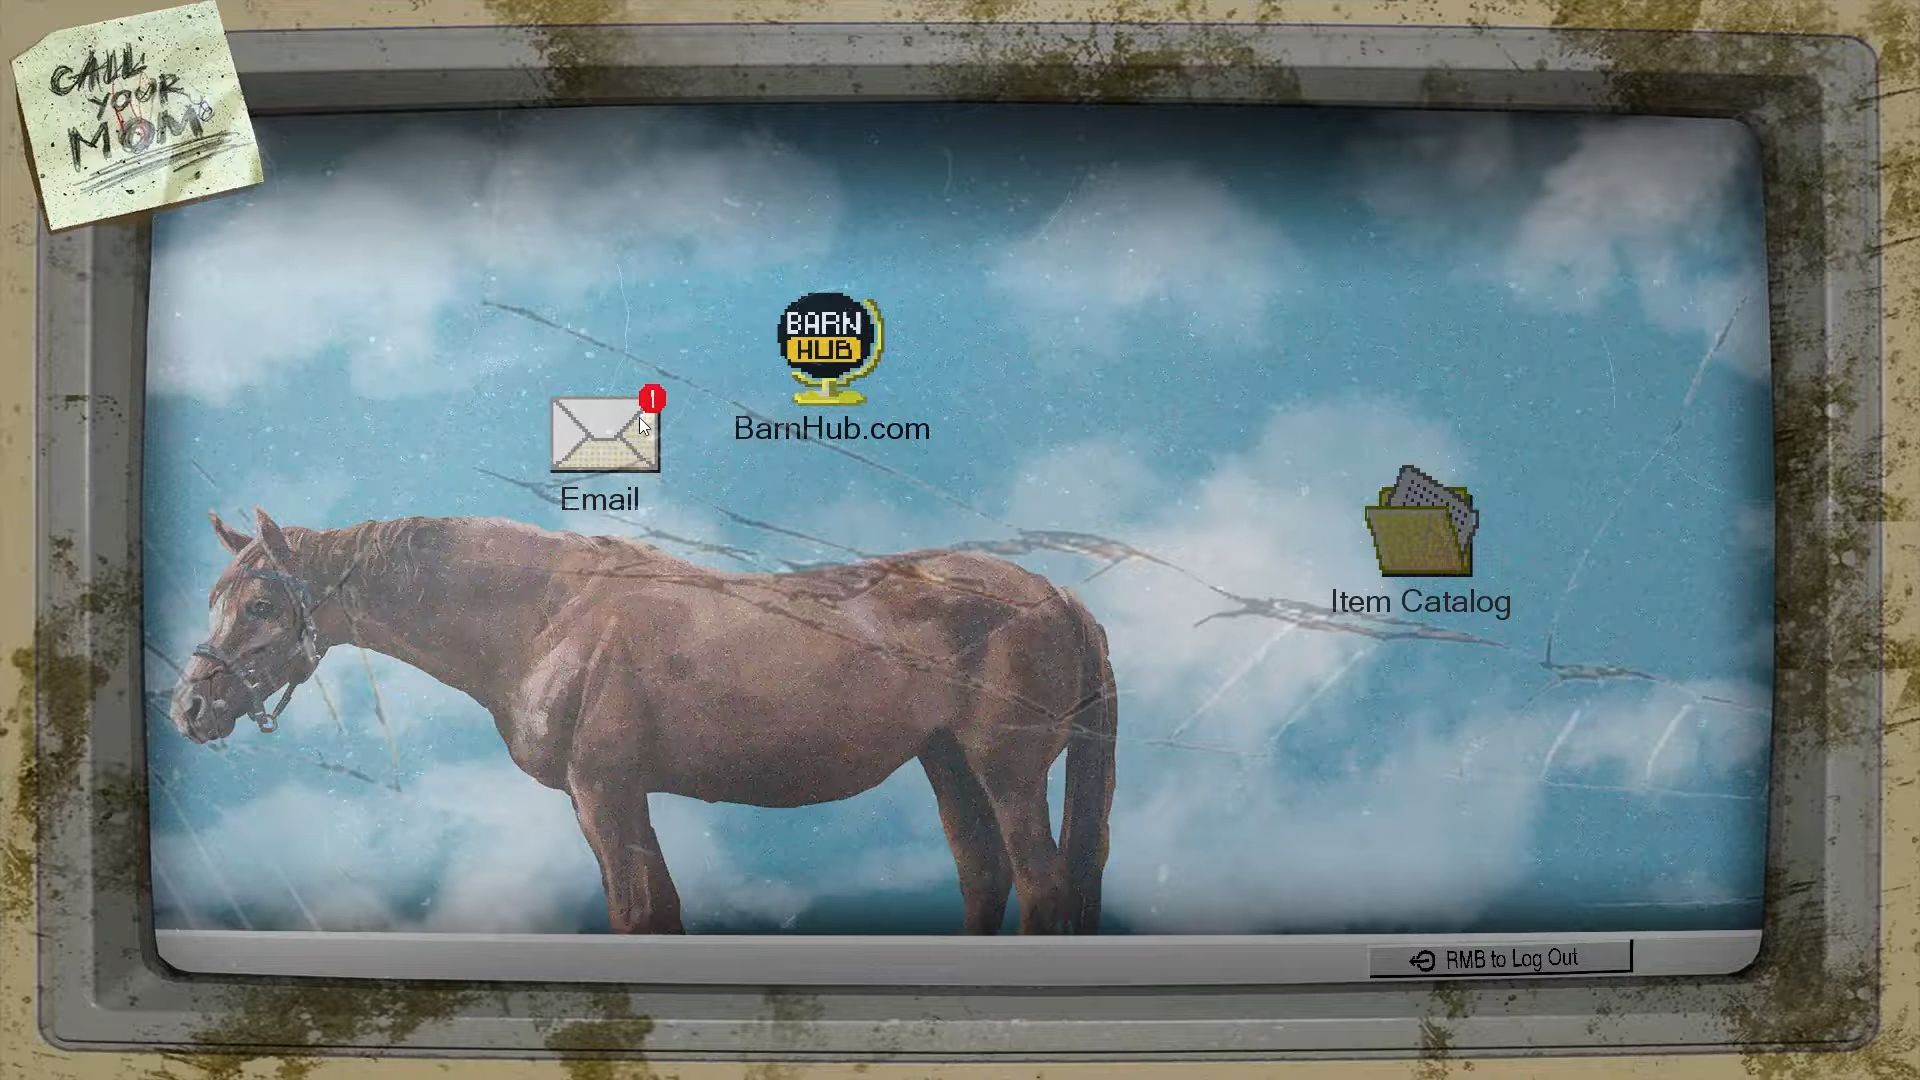 CALL
YOUR
MOM
BARN
HUB
BarnHub.com
!
Email
Item Catalog
RMB to Log Out